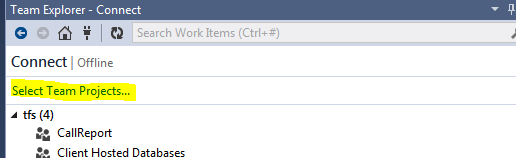 Team Explorer - Connect
Search Work Items (Ctrl+#)
Connect | Offline
Select Team Projects...
tfs (4)
CallReport
Client Hosted Databases